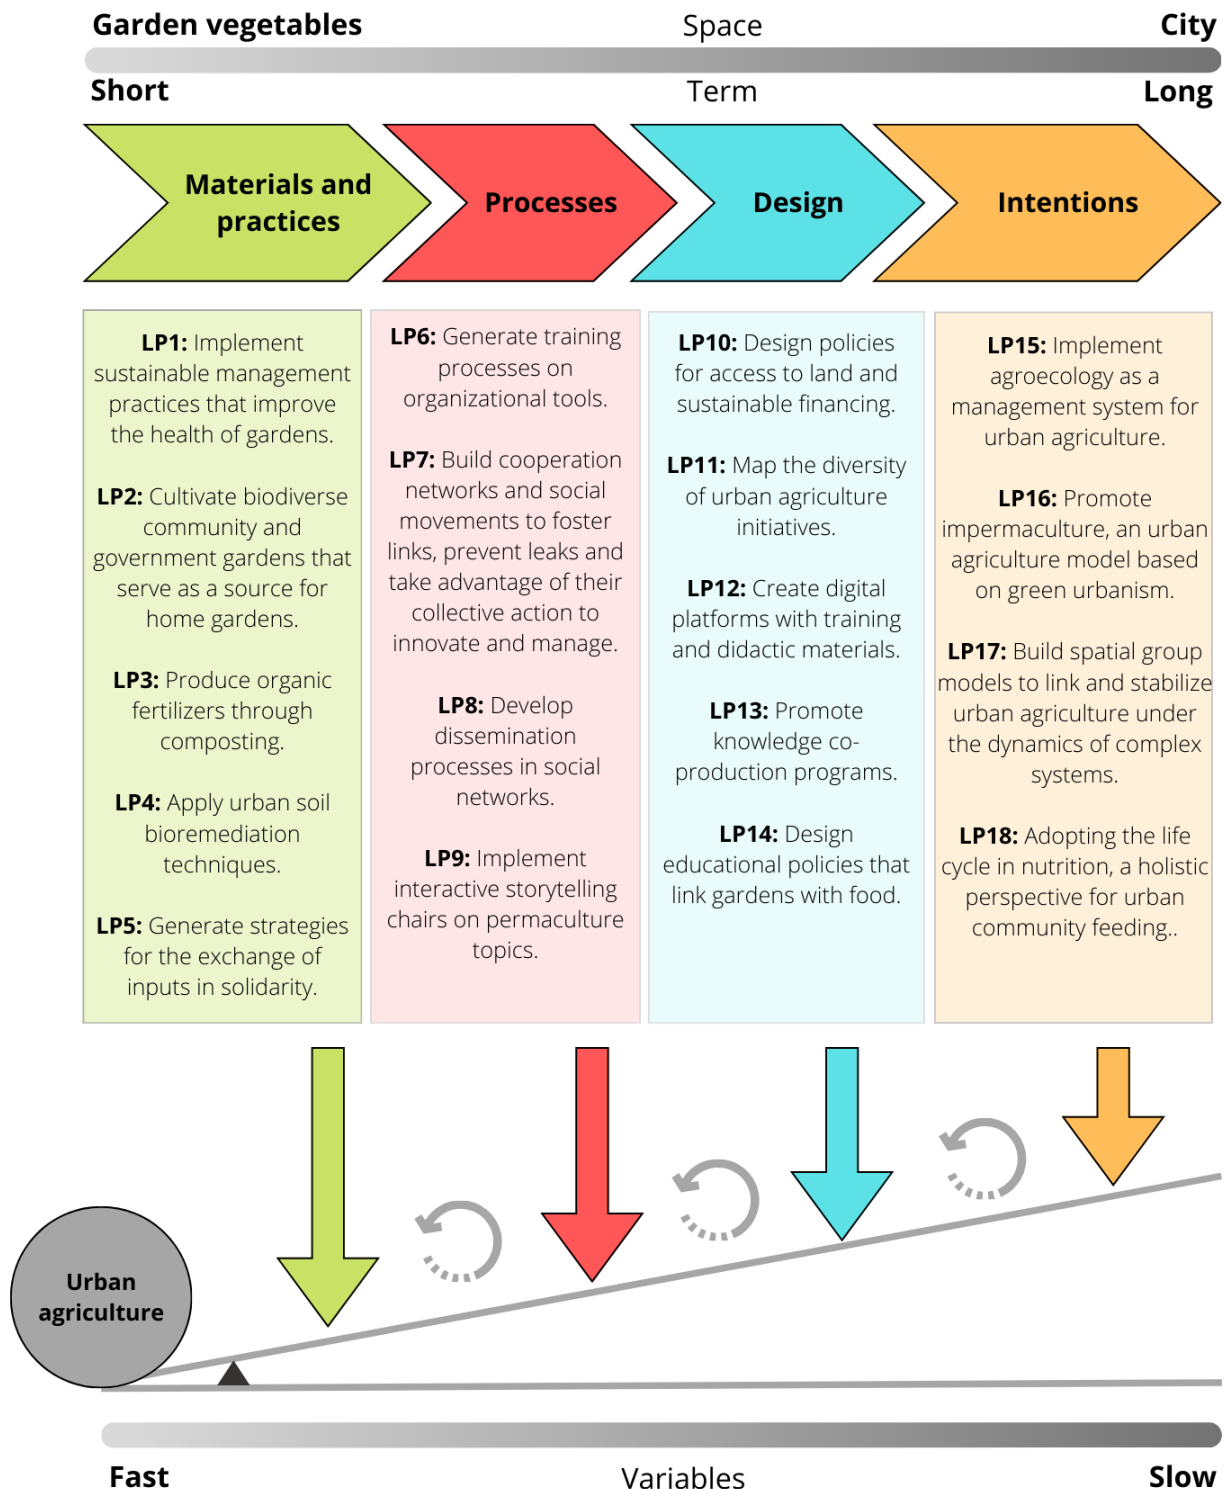 Garden vegetables Space City
Short Term Long
Materials and
practices
Processes
Design
Intentions
LP1: Implement
sustainable management
practices that improve
the health of gardens.
LP2: Cultivate biodiverse
community and
government gardens that
serve as a source for
home gardens.
LP3: Produce organic
fertilizers through
composting.
LP4: Apply urban soil
bioremediation
techniques.
LP5: Generate strategies
for the exchange of
inputs in solidarity.
LP6: Generate training
processes on
organizational tools.
LP7: Build cooperation
networks and social
movements to foster
links, prevent leaks and
take advantage of their
collective action to
innovate and manage.
LP8: Develop
dissemination
processes in social
networks.
LP9: Implement
interactive storytelling
chairs on permaculture
topics.
LP10: Design policies
for access to land and
sustainable financing.
LP11: Map the diversity
of urban agriculture
initiatives.
LP12: Create digital
platforms with training
and didactic materials.
LP13: Promote
knowledge co-
production programs.
LP14: Design
educational policies that
link gardens with food.
LP15: Implement
agroecology as a
management system for
urban agriculture.
LP16: Promote
impermaculture, an urban
agriculture model based
on green urbanism.
LP17: Build spatial group
models to link and stabilize
urban agriculture under
the dynamics of complex
systems.
LP18: Adopting the life
cycle in nutrition, a holistic
perspective for urban
community feeding..
Urban
agriculture
Fast Variables Slow